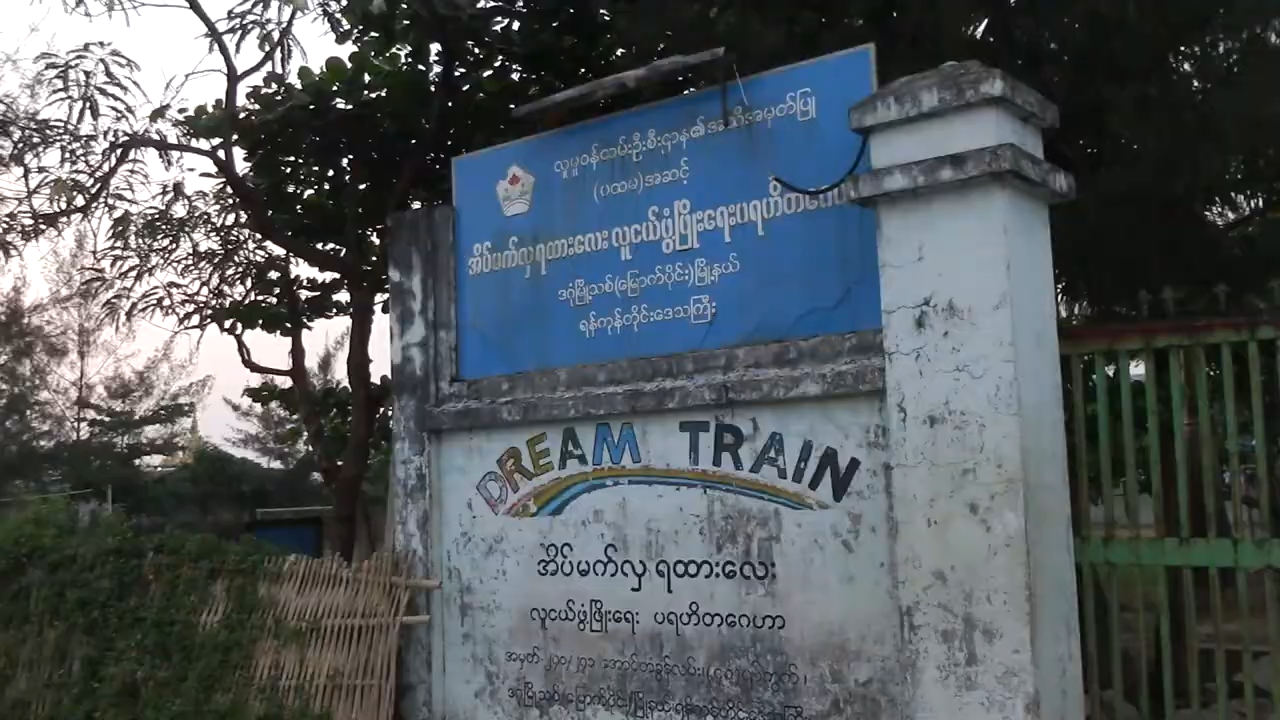 လူမှုဝန်ထမ်းဦးစီးဌာန၏အသိအမှတ်ပြု
(ပထမ)အဆင့်
အိပ်မက်လှရထားလေး လူငယ်ဖွံ့ဖြိုးရေးပရဟိတ
ဒဂုံမြို့သစ်(မြောက်ပိုင်း)မြို့နယ်
ရန်ကုန်တိုင်းဒေသကြီး
DREAM TRAIN
အိပ်မက်လှ ရထားလေး
လူငယ်ဖွံ့ဖြိုးရေး ပရဟိတဂေဟာ